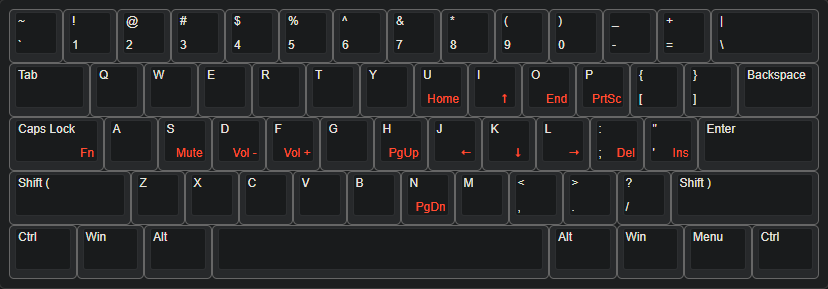 ~ ! @ # $ % ^ & * ( ) _ + |
` 1 2 3 4 5 6 7 8 9 0 - = \
Tab Q W E R T Y U I O P { } Backspace
Home ↑ End PrtSc [ ]
Caps Lock A S D F G H J K L : " Enter
Fn Mute Vol - Vol + PgUp ← ↓ → ; Del ' Ins
Shift ( Z X C V B N M < > ? Shift )
PgDn , . /
Ctrl Win Alt Alt Win Menu Ctrl